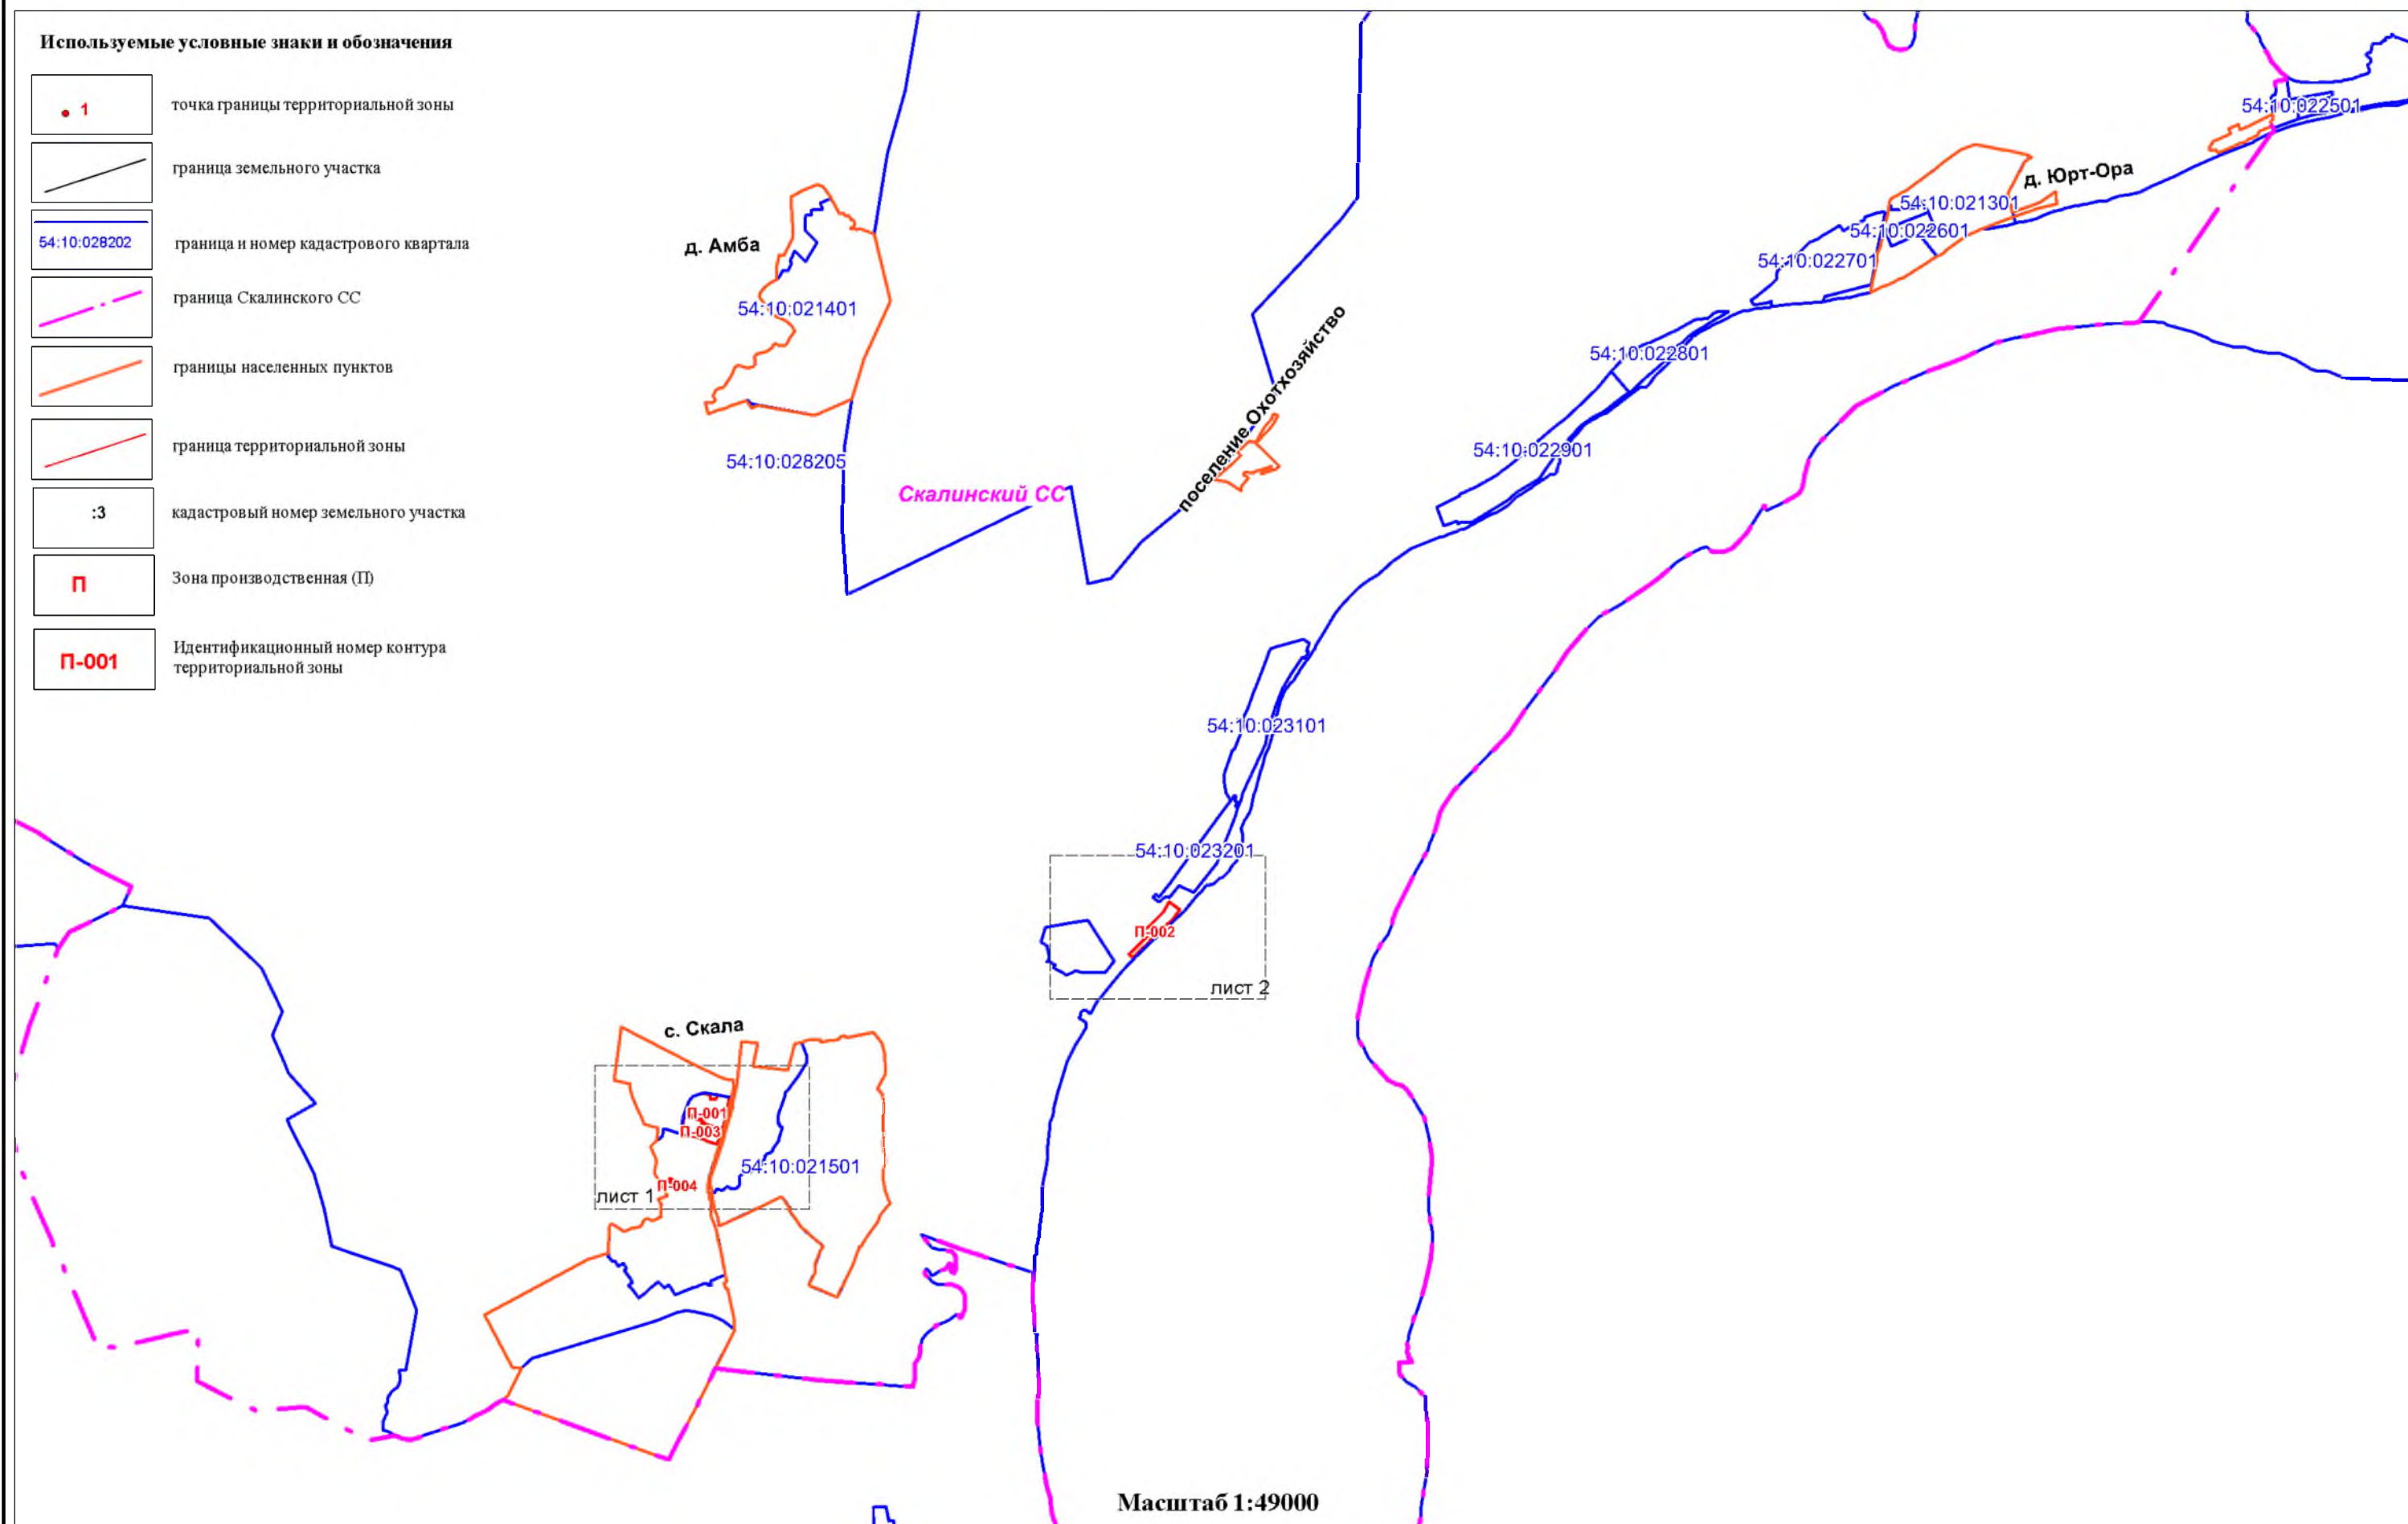 Используемые условные знаки и обозначения
1
точка границы территориальной зоны
граница земельного участка
54:10:028202
граница и номер кадастрового квартала
граница Скалинского СС
границы населенных пунктов
граница территориальной зоны
:3
кадастровый номер земельного участка
П
Зона производственная (П)
П-001
Идентификационный номер контура
территориальной зоны
54:10:022501
д. Юрт-Ора
54:10:021301
54:10:022601
54:10:022701
д. Амба
54:10:021401
54:10:022801
поселение Охотхозяйство
54:10:022901
54:10:028205
Скалинский СС
54:10:023101
54:10:023201
П-002
лист 2
с. Скала
П-001
П-003
54:10:021501
П-004
лист 1
Масштаб 1:49000